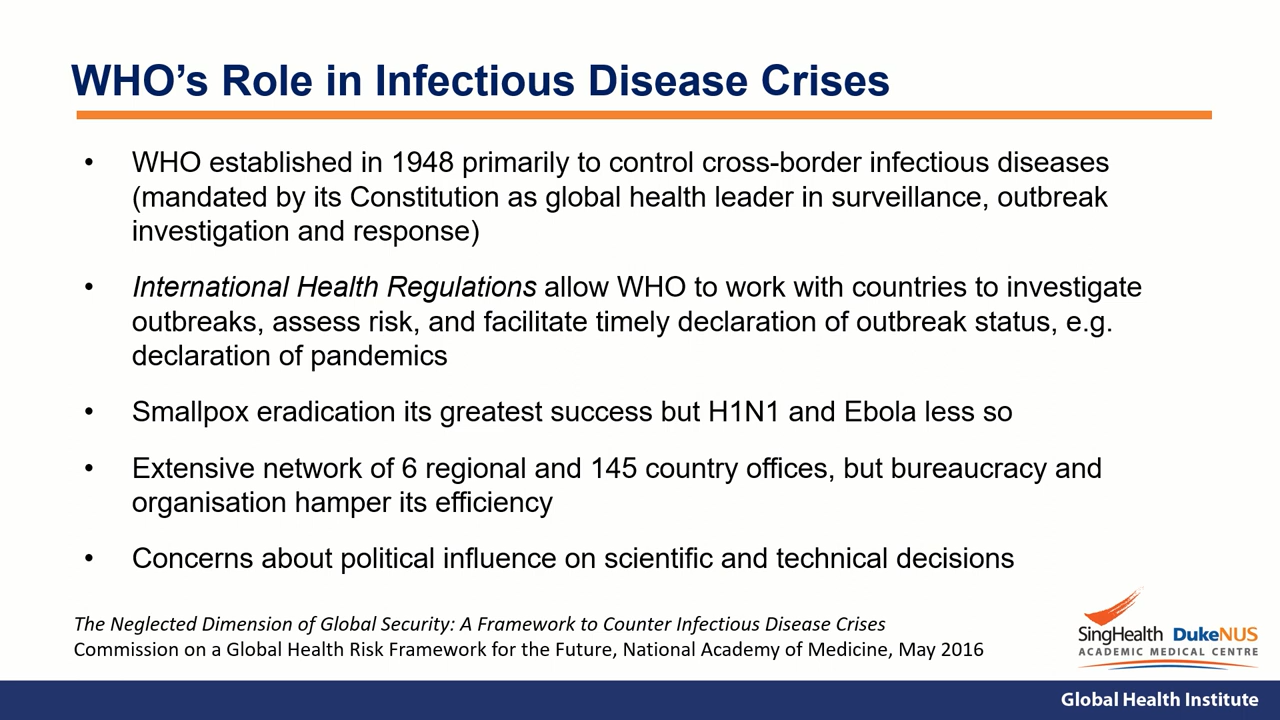 WHO’s Role in Infectious Disease Crises
• WHO established in 1948 primarily to control cross-border infectious diseases
(mandated by its Constitution as global health leader in surveillance, outbreak
investigation and response)
• International Health Regulations allow WHO to work with countries to investigate
outbreaks, assess risk, and facilitate timely declaration of outbreak status, e.g.
declaration of pandemics
• Smallpox eradication its greatest success but H1N1 and Ebola less so
• Extensive network of 6 regional and 145 country offices, but bureaucracy and
organisation hamper its efficiency
• Concerns about political influence on scientific and technical decisions
The Neglected Dimension of Global Security: A Framework to Counter Infectious Disease Crises
Commission on a Global Health Risk Framework for the Future, National Academy of Medicine, May 2016
SingHealth DukeNUS
ACADEMIC MEDICAL CENTRE
Global Health Institute